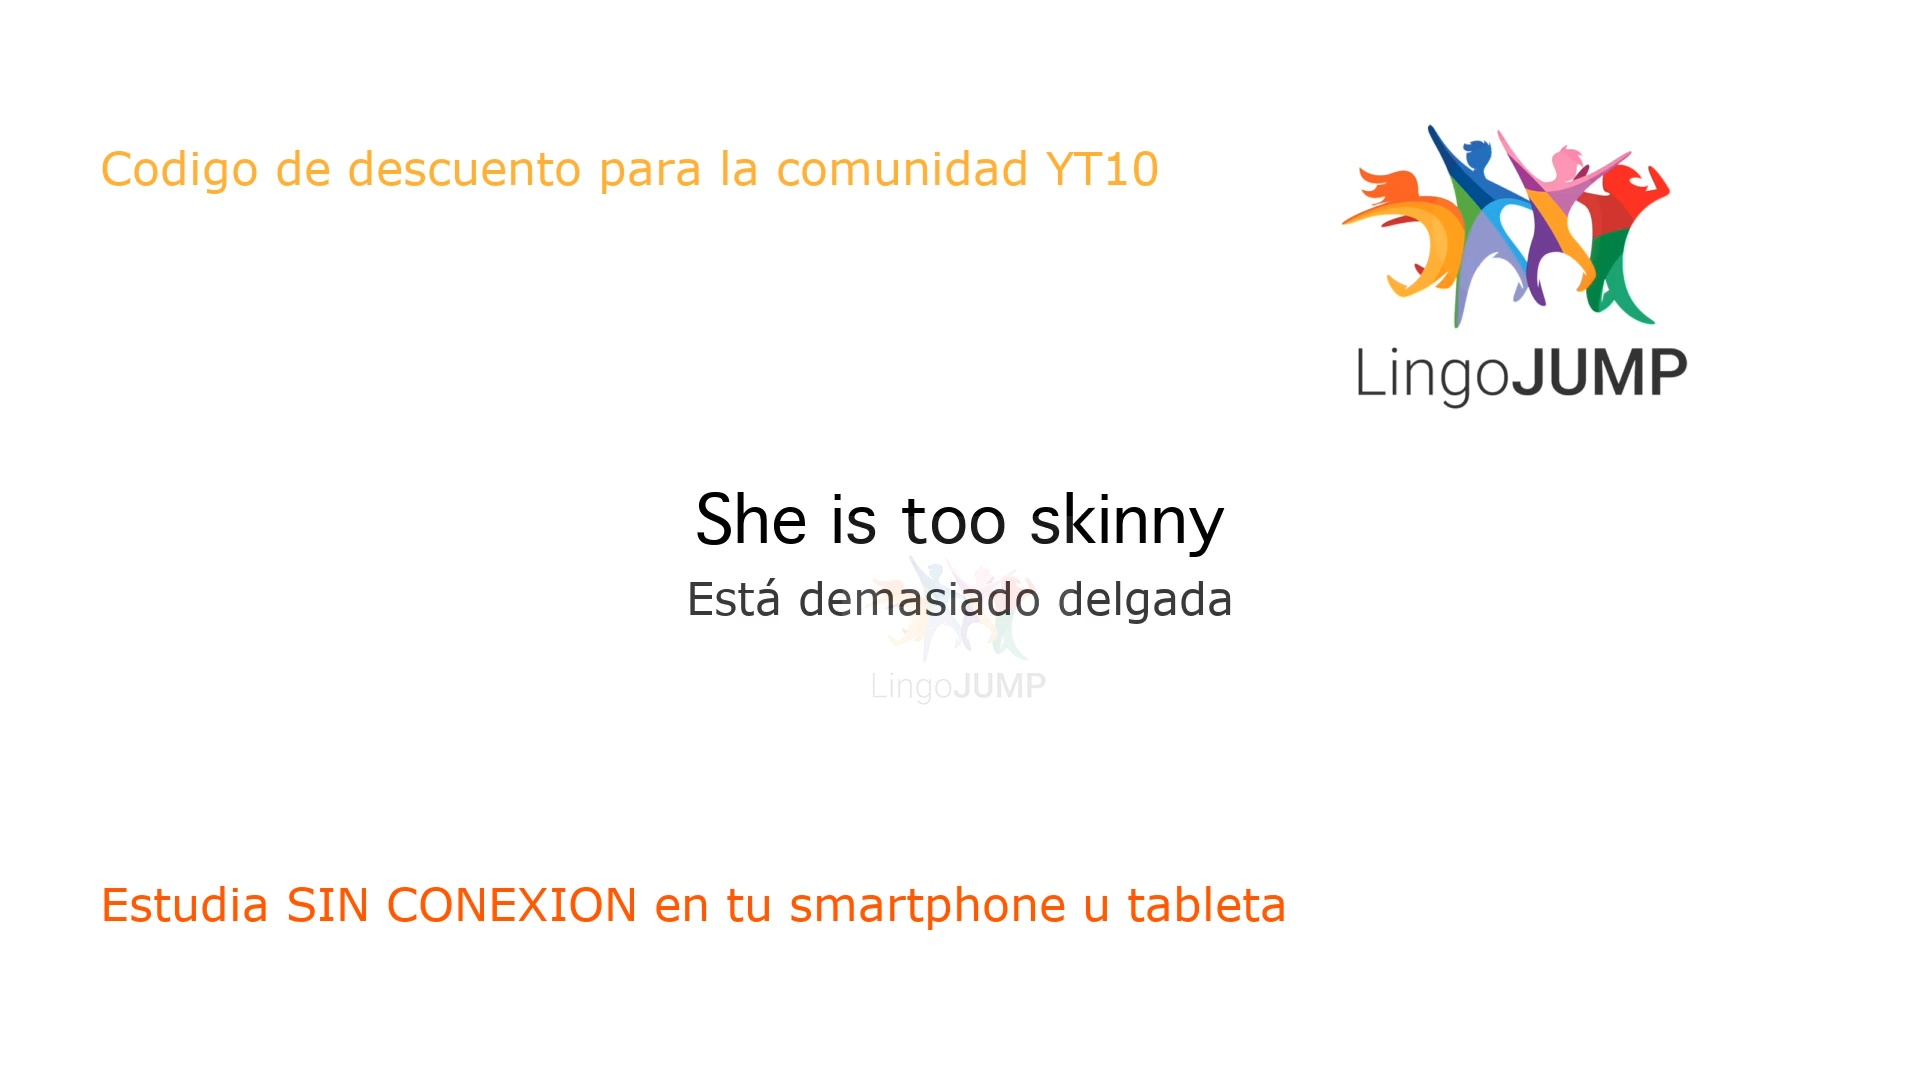 Codigo de descuento para la comunidad YT10
LingoJUMP
She is too skinny
Está demasiado delgada
LingoJUMP
Estudia SIN CONEXION en tu smartphone u tableta